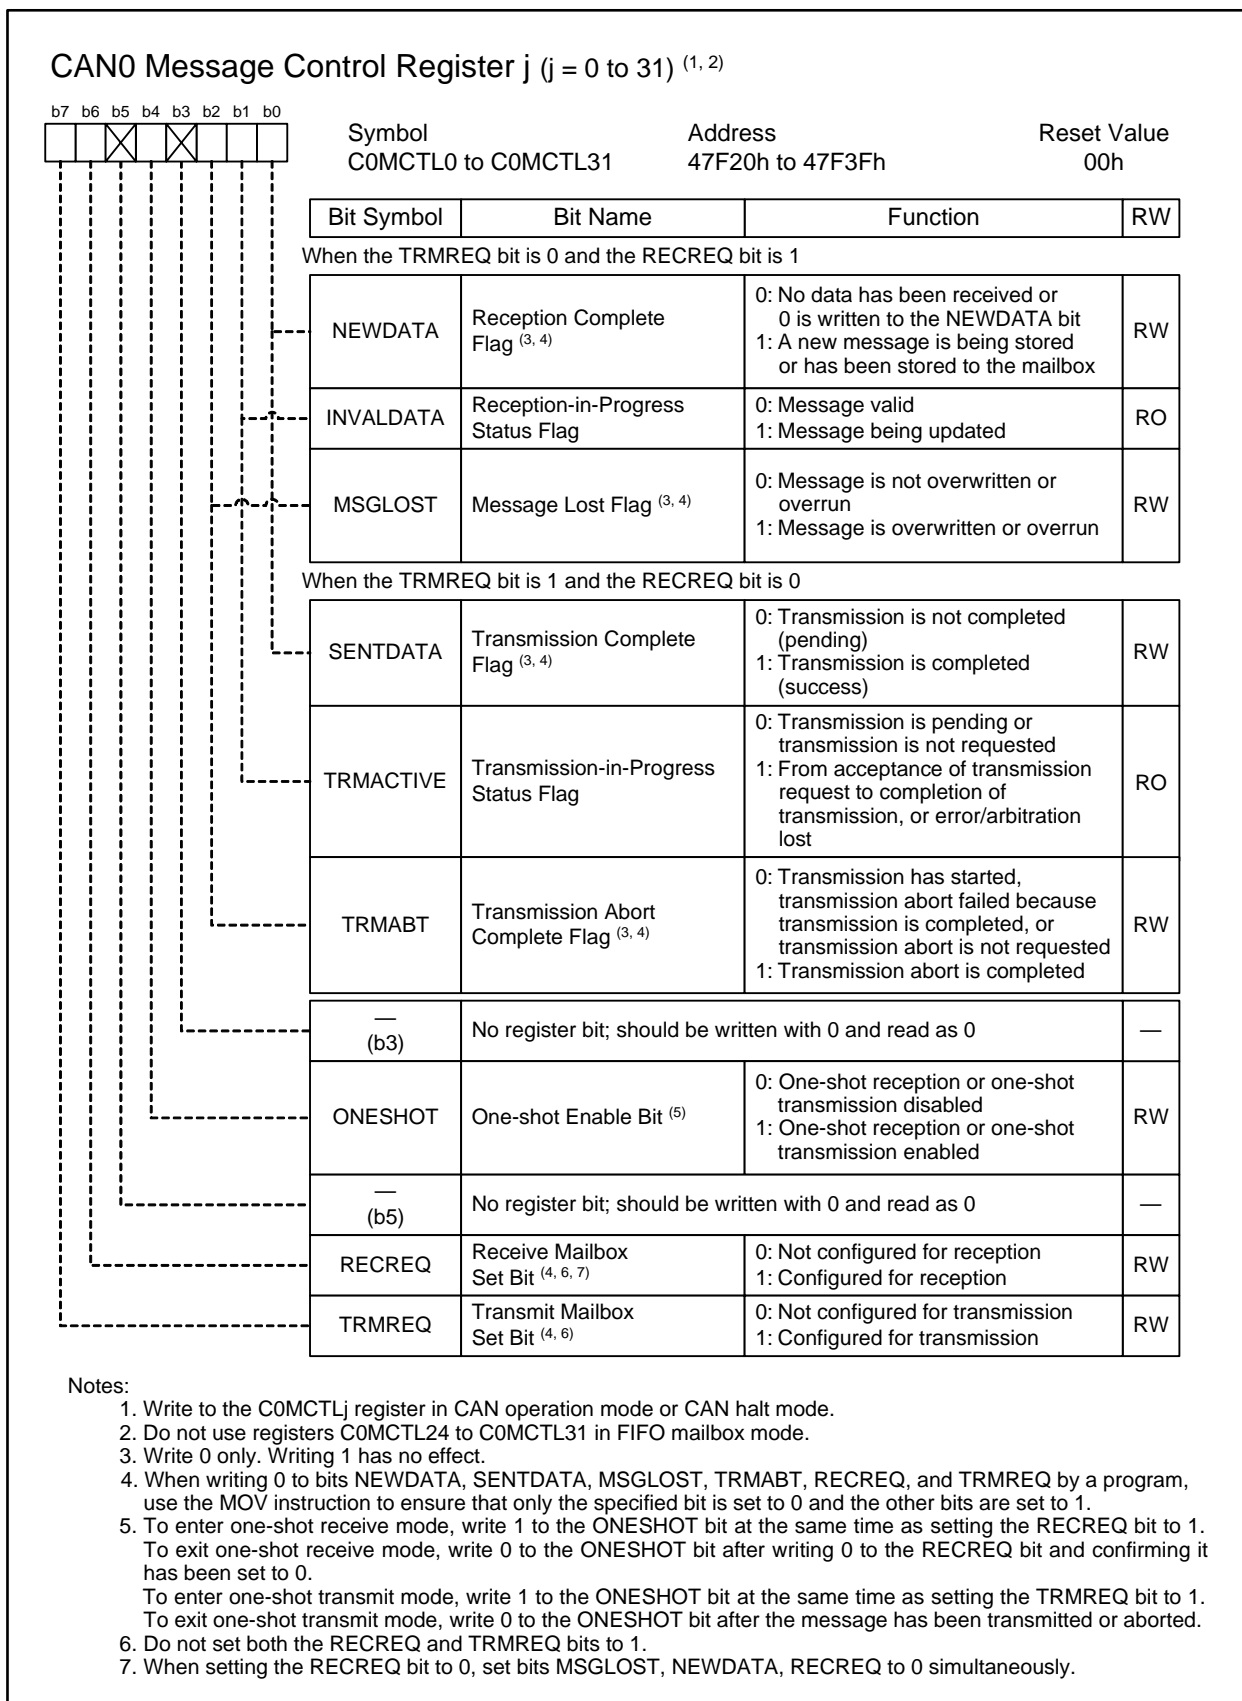 CAN0 Message Control Register j (j = 0 to 31) (1, 2)
b7 b6 b5 b4 b3 b2 b1 b0
Symbol Address Reset Value
C0MCTL0 to C0MCTL31 47F20h to 47F3Fh 00h
Bit Symbol Bit Name Function RW
When the TRMREQ bit is 0 and the RECREQ bit is 1
NEWDATA
Reception Complete
Flag (3, 4)
0: No data has been received or
0 is written to the NEWDATA bit
1: A new message is being stored
or has been stored to the mailbox
RW
INVALDATA
Reception-in-Progress
Status Flag
0: Message valid
1: Message being updated
RO
MSGLOST
Message Lost Flag (3, 4)
0: Message is not overwritten or
overrun
1: Message is overwritten or overrun
RW
When the TRMREQ bit is 1 and the RECREQ bit is 0
SENTDATA
Transmission Complete
Flag (3, 4)
0: Transmission is not completed
(pending)
1: Transmission is completed
(success)
RW
TRMACTIVE
Transmission-in-Progress
Status Flag
0: Transmission is pending or
transmission is not requested
1: From acceptance of transmission
request to completion of
transmission, or error/arbitration
lost
RO
TRMABT
Transmission Abort
Complete Flag (3, 4)
0: Transmission has started,
transmission abort failed because
transmission is completed, or
transmission abort is not requested
1: Transmission abort is completed
RW
—
(b3)
No register bit; should be written with 0 and read as 0
—
ONESHOT
One-shot Enable Bit (5)
0: One-shot reception or one-shot
transmission disabled
1: One-shot reception or one-shot
transmission enabled
RW
—
(b5)
No register bit; should be written with 0 and read as 0
—
RECREQ
Receive Mailbox
Set Bit (4, 6, 7)
0: Not configured for reception
1: Configured for reception
RW
TRMREQ
Transmit Mailbox
Set Bit (4, 6)
0: Not configured for transmission
1: Configured for transmission
RW
Notes:
1. Write to the C0MCTLj register in CAN operation mode or CAN halt mode.
2. Do not use registers C0MCTL24 to C0MCTL31 in FIFO mailbox mode.
3. Write 0 only. Writing 1 has no effect.
4. When writing 0 to bits NEWDATA, SENTDATA, MSGLOST, TRMABT, RECREQ, and TRMREQ by a program,
use the MOV instruction to ensure that only the specified bit is set to 0 and the other bits are set to 1.
5. To enter one-shot receive mode, write 1 to the ONESHOT bit at the same time as setting the RECREQ bit to 1.
To exit one-shot receive mode, write 0 to the ONESHOT bit after writing 0 to the RECREQ bit and confirming it
has been set to 0.
To enter one-shot transmit mode, write 1 to the ONESHOT bit at the same time as setting the TRMREQ bit to 1.
To exit one-shot transmit mode, write 0 to the ONESHOT bit after the message has been transmitted or aborted.
6. Do not set both the RECREQ and TRMREQ bits to 1.
7. When setting the RECREQ bit to 0, set bits MSGLOST, NEWDATA, RECREQ to 0 simultaneously.